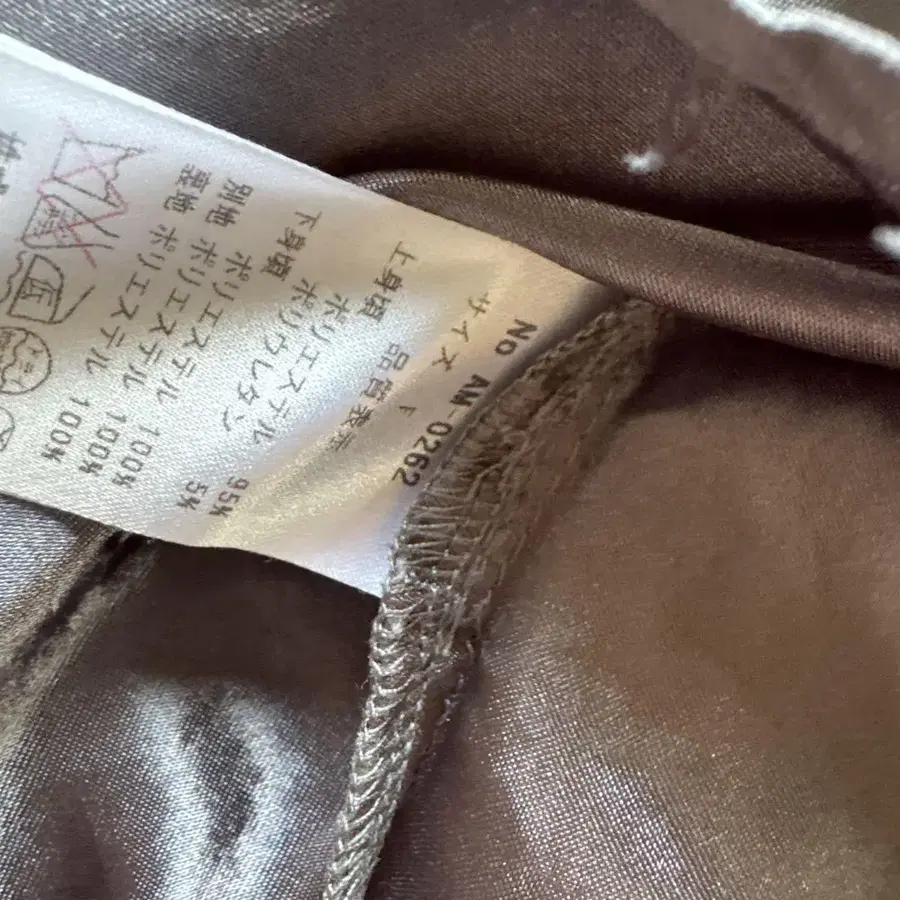 No AM-0262
サイズ F
品質表示
上身頃 ポリエステル 95%
ポリウレタン 5%
下身頃 ポリエステル 100%
別地 ポリエステル 100%
裏地 ポリエステル 100%